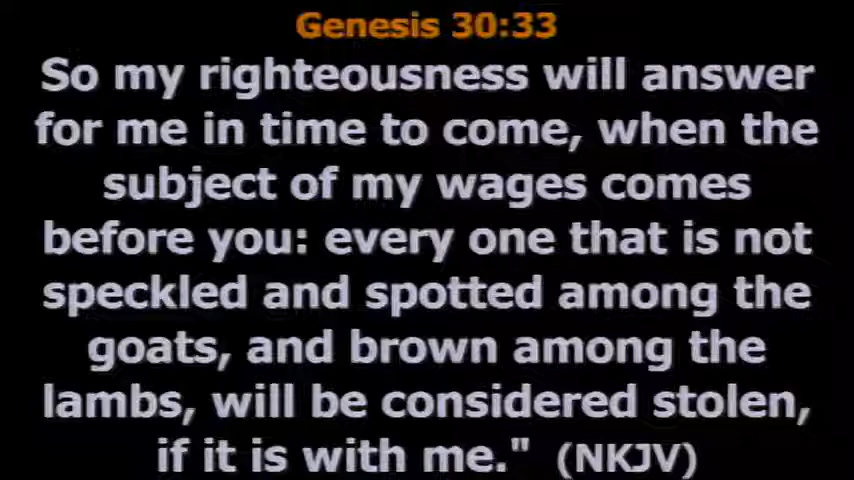 Genesis 30:33
So my righteousness will answer
for me in time to come, when the
subject of my wages comes
before you: every one that is not
speckled and spotted among the
goats, and brown among the
lambs, will be considered stolen,
if it is with me." (NKJV)